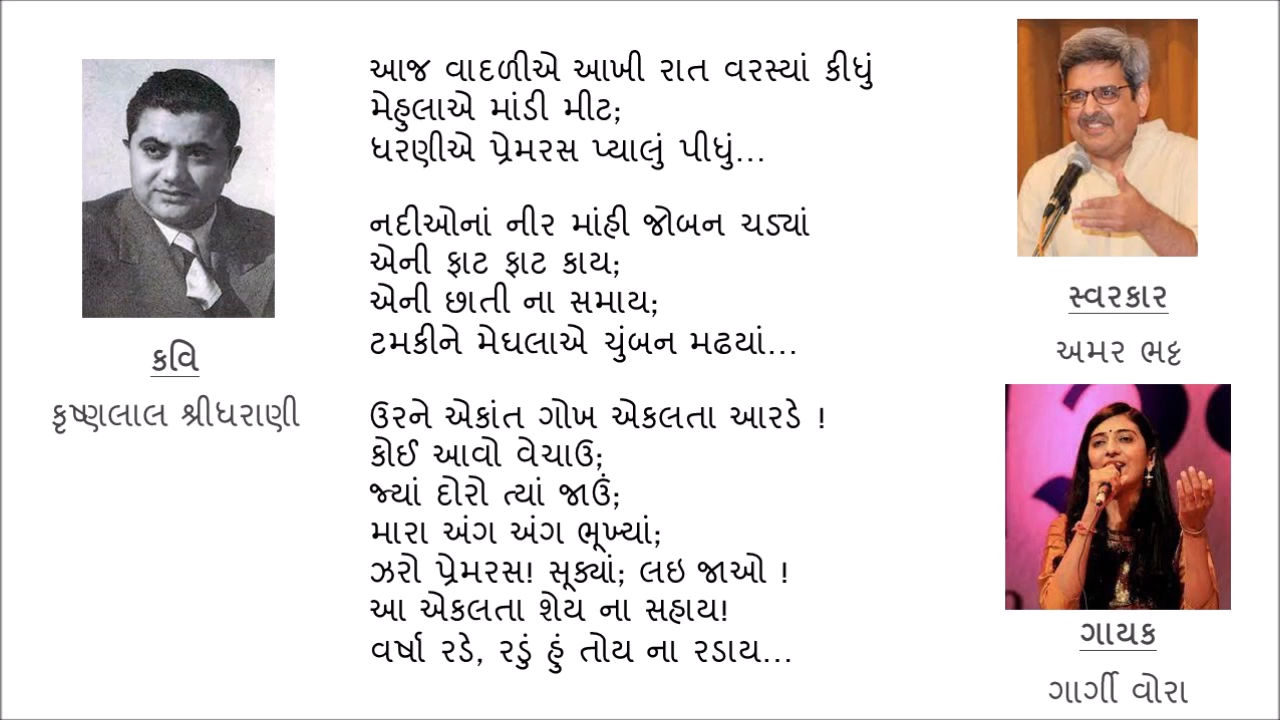 આજ વાદળીએ આખી રાત વરસ્યાં કીધું
મેહુલાએ માંડી મીટ;
ધરણીએ પ્રેમરસ પ્યાલું પીધું...
નદીઓનાં નીર માંહી જોબન ચડ્યાં
એની ફાટ ફાટ કાય;
એની છાતી ના સમાય;
ટમકીને મેઘલાએ ચુંબન મઢયાં...
ઉરને એકાંત ગોખ એકલતા આરડે !
કોઈ આવો વેચાઉ;
જ્યાં દોરો ત્યાં જાઉં;
મારા અંગ અંગ ભૂખ્યાં;
ઝરો પ્રેમરસ! સૂક્યાં; લઇ જાઓ !
આ એકલતા શેય ના સહાય!
વર્ષા રડે, રડું હું તોય ના રડાય...
કવિ
કૃષ્ણલાલ શ્રીધરાણી
સ્વરકાર
અમર ભટ્ટ
ગાયક
ગાર્ગી વોરા